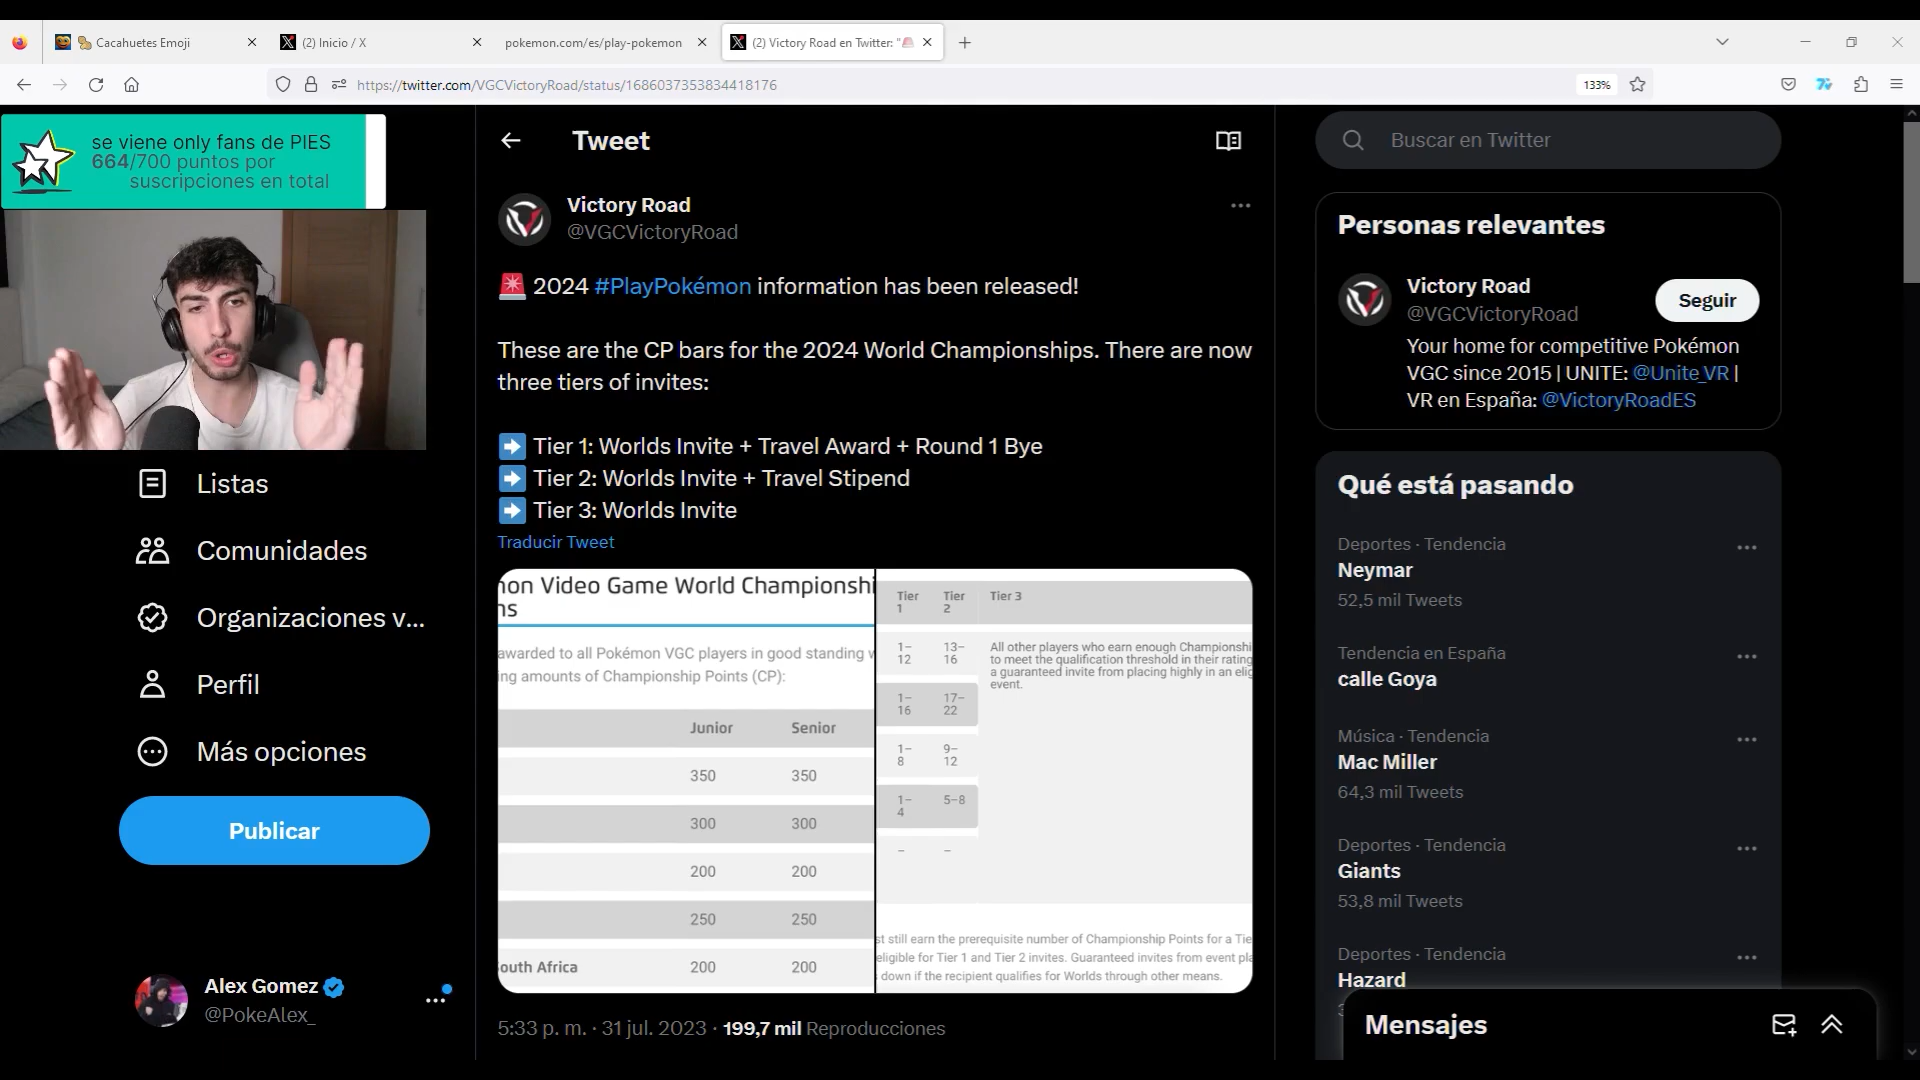 Cacahuetes Emoji
(2) Inicio / X
pokemon.com/es/play-pokemon
(2) Victory Road en Twitter: "
https://twitter.com/VGCVictoryRoad/status/1686037353834418176
133%
se viene only fans de PIES
664/700 puntos por
suscripciones en total
Listas
Comunidades
Organizaciones v...
Perfil
Más opciones
Publicar
Alex Gomez
@PokeAlex_
Tweet
Victory Road
@VGCVictoryRoad
2024 #PlayPokémon information has been released!
These are the CP bars for the 2024 World Championships. There are now
three tiers of invites:
Tier 1: Worlds Invite + Travel Award + Round 1 Bye
Tier 2: Worlds Invite + Travel Stipend
Tier 3: Worlds Invite
Traducir Tweet
non Video Game World Championshi
ns
awarded to all Pokémon VGC players in good standing w
ing amounts of Championship Points (CP):
Junior Senior
350 350
300 300
200 200
250 250
outh Africa 200 200
Tier 1 Tier 2 Tier 3
1–12 13–16
1–16 17–22
1–8 9–12
1–4 5–8
– –
All other players who earn enough Championshi
to meet the qualification threshold in their rating
a guaranteed invite from placing highly in an elig
event.
st still earn the prerequisite number of Championship Points for a Tie
eligible for Tier 1 and Tier 2 invites. Guaranteed invites from event pla
down if the recipient qualifies for Worlds through other means.
5:33 p. m. · 31 jul. 2023 · 199,7 mil Reproducciones
Buscar en Twitter
Personas relevantes
Victory Road
@VGCVictoryRoad
Seguir
Your home for competitive Pokémon
VGC since 2015 | UNITE: @Unite_VR |
VR en España: @VictoryRoadES
Qué está pasando
Deportes · Tendencia
Neymar
52,5 mil Tweets
Tendencia en España
calle Goya
Música · Tendencia
Mac Miller
64,3 mil Tweets
Deportes · Tendencia
Giants
53,8 mil Tweets
Deportes · Tendencia
Hazard
Mensajes